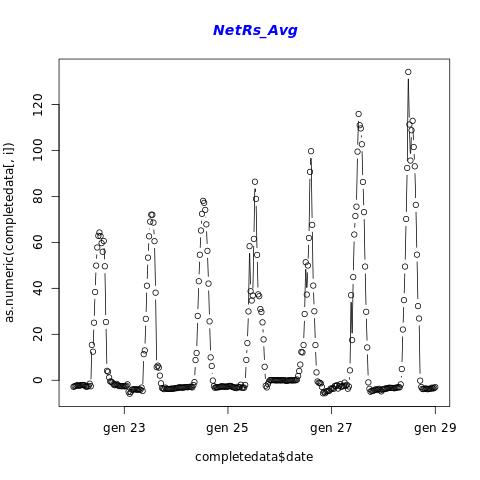 NetRs_Avg
as.numeric(completedata[, i])
120
100
80
60
40
20
0
gen 23
gen 25
gen 27
gen 29
completedata$date